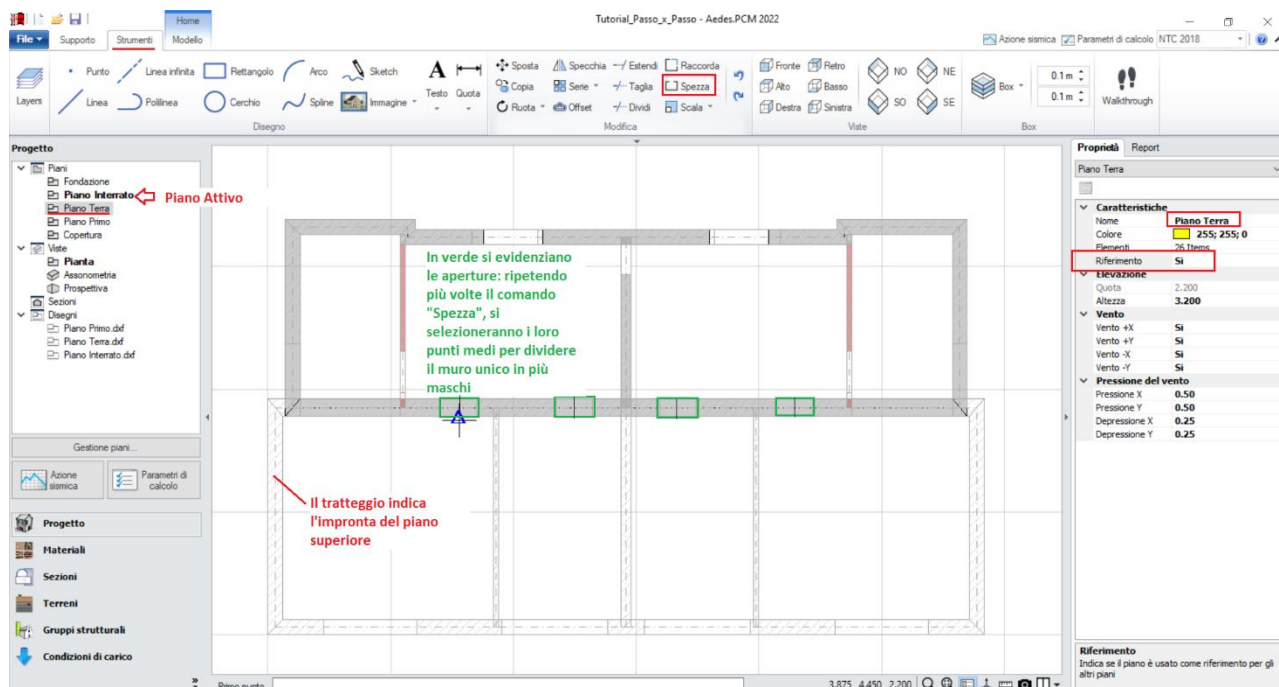 Home
Tutorial_Passo_x_Passo - Aedes.PCM 2022
File
Supporto
Strumenti
Modello
Azione sismica
Parametri di calcolo
NTC 2018
Layers
Punto
Linea infinita
Rettangolo
Arco
Sketch
Linea
Polilinea
Cerchio
Spline
Immagine
Disegno
A
Testo
Quota
Sposta
Specchia
Estendi
Raccorda
Copia
Serie
Taglia
Spezza
Ruota
Offset
Dividi
Scala
Modifica
Fronte
Retro
Alto
Basso
Destra
Sinistra
NO
NE
SO
SE
Viste
Box
0.1 m
0.1 m
Box
Walkthrough
Progetto
Piani
Fondazione
Piano Interrato
Piano Attivo
Piano Terra
Piano Primo
Copertura
Viste
Pianta
Assonometria
Prospettiva
Sezioni
Disegni
Piano Primo.dxf
Piano Terra.dxf
Piano Interrato.dxf
Gestione piani...
Azione sismica
Parametri di calcolo
Progetto
Materiali
Sezioni
Terreni
Gruppi strutturali
Condizioni di carico
In verde si evidenziano
le aperture: ripetendo
più volte il comando
"Spezza", si
selezioneranno i loro
punti medi per dividere
il muro unico in più
maschi
Il tratteggio indica
l'impronta del piano
superiore
Primo punto
3.875 4.450 2.200
Proprietà
Report
Piano Terra
Caratteristiche
Nome Piano Terra
Colore 255; 255; 0
Elementi 26 Items
Riferimento Sì
Elevazione
Quota 2.200
Altezza 3.200
Vento
Vento +X Sì
Vento +Y Sì
Vento -X Sì
Vento -Y Sì
Pressione del vento
Pressione X 0.50
Pressione Y 0.50
Depressione X 0.25
Depressione Y 0.25
Riferimento
Indica se il piano è usato come riferimento per gli
altri piani